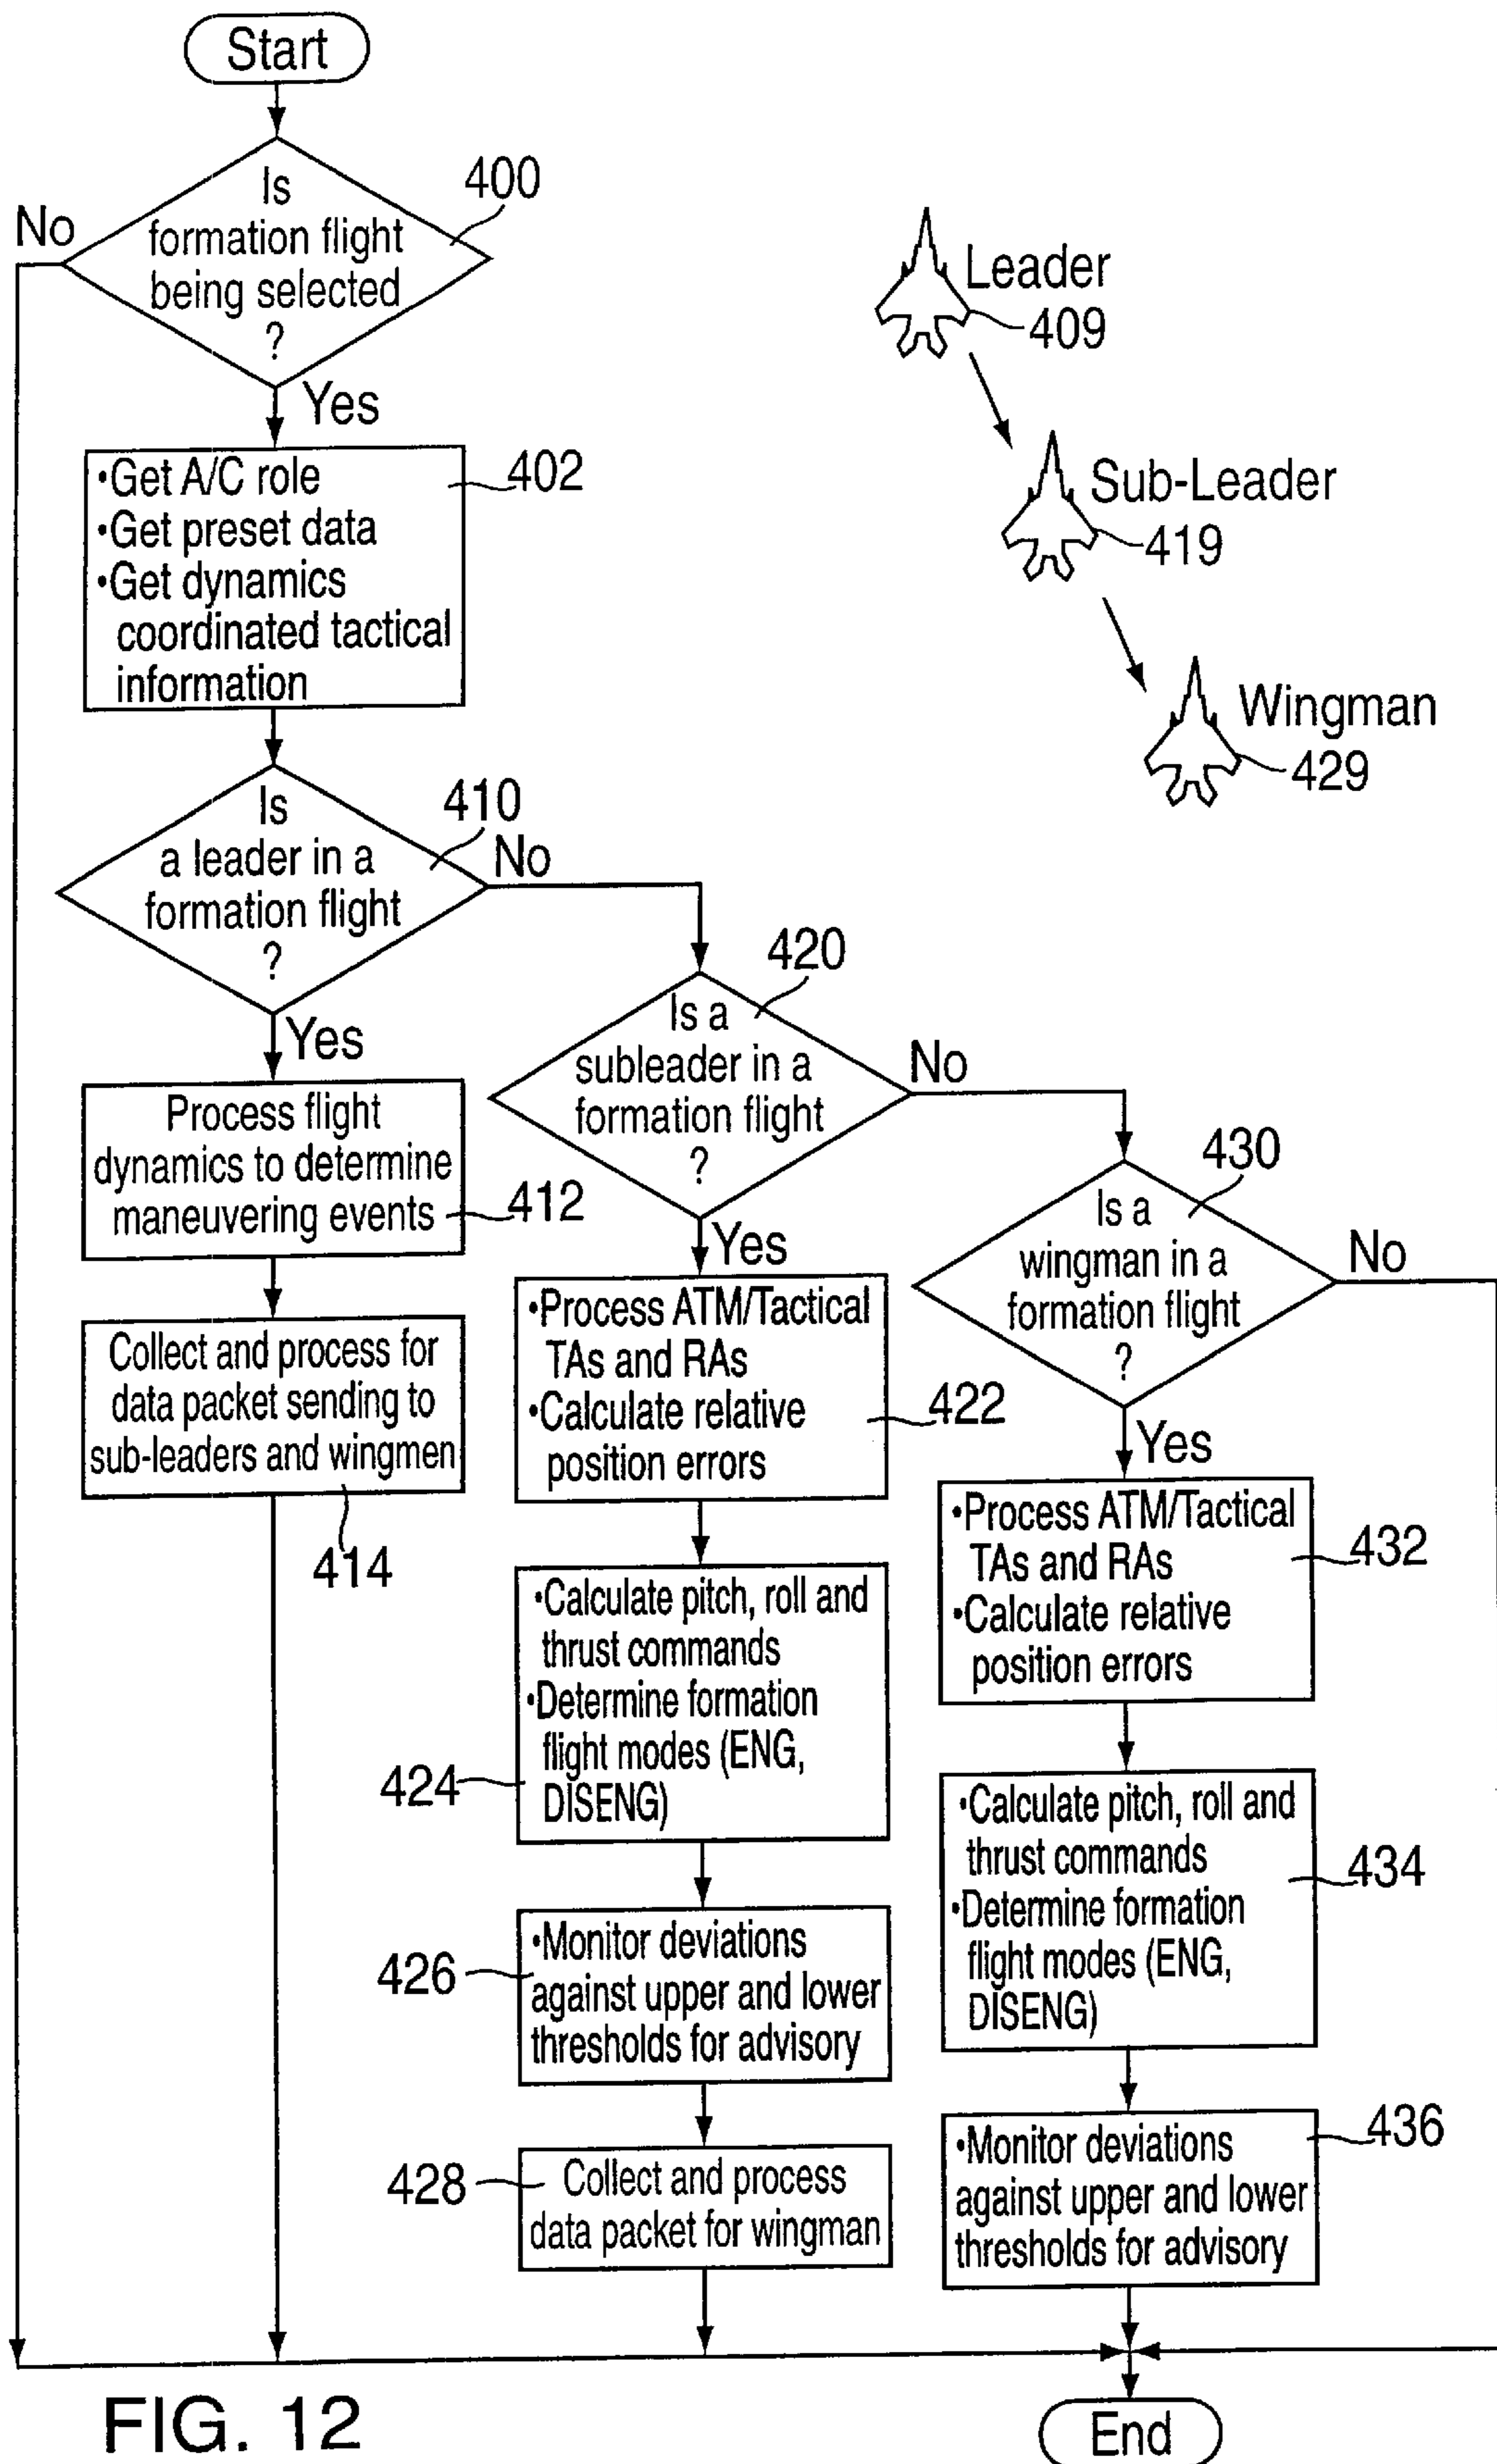 Start
Is
formation flight
being selected
?
400
No
Yes
•Get A/C role
•Get preset data
•Get dynamics
coordinated tactical
information
402
Leader
409
Sub-Leader
419
Wingman
429
Is
a leader in a
formation flight
?
410
No
Yes
Process flight
dynamics to determine
maneuvering events
412
Collect and process for
data packet sending to
sub-leaders and wingmen
414
Is a
subleader in a
formation flight
?
420
No
Yes
•Process ATM/Tactical
TAs and RAs
•Calculate relative
position errors
422
•Calculate pitch, roll and
thrust commands
•Determine formation
flight modes (ENG,
DISENG)
424
•Monitor deviations
against upper and lower
thresholds for advisory
426
Collect and process
data packet for wingman
428
Is a
wingman in a
formation flight
?
430
No
Yes
•Process ATM/Tactical
TAs and RAs
•Calculate relative
position errors
432
•Calculate pitch, roll and
thrust commands
•Determine formation
flight modes (ENG,
DISENG)
434
•Monitor deviations
against upper and lower
thresholds for advisory
436
End
FIG. 12